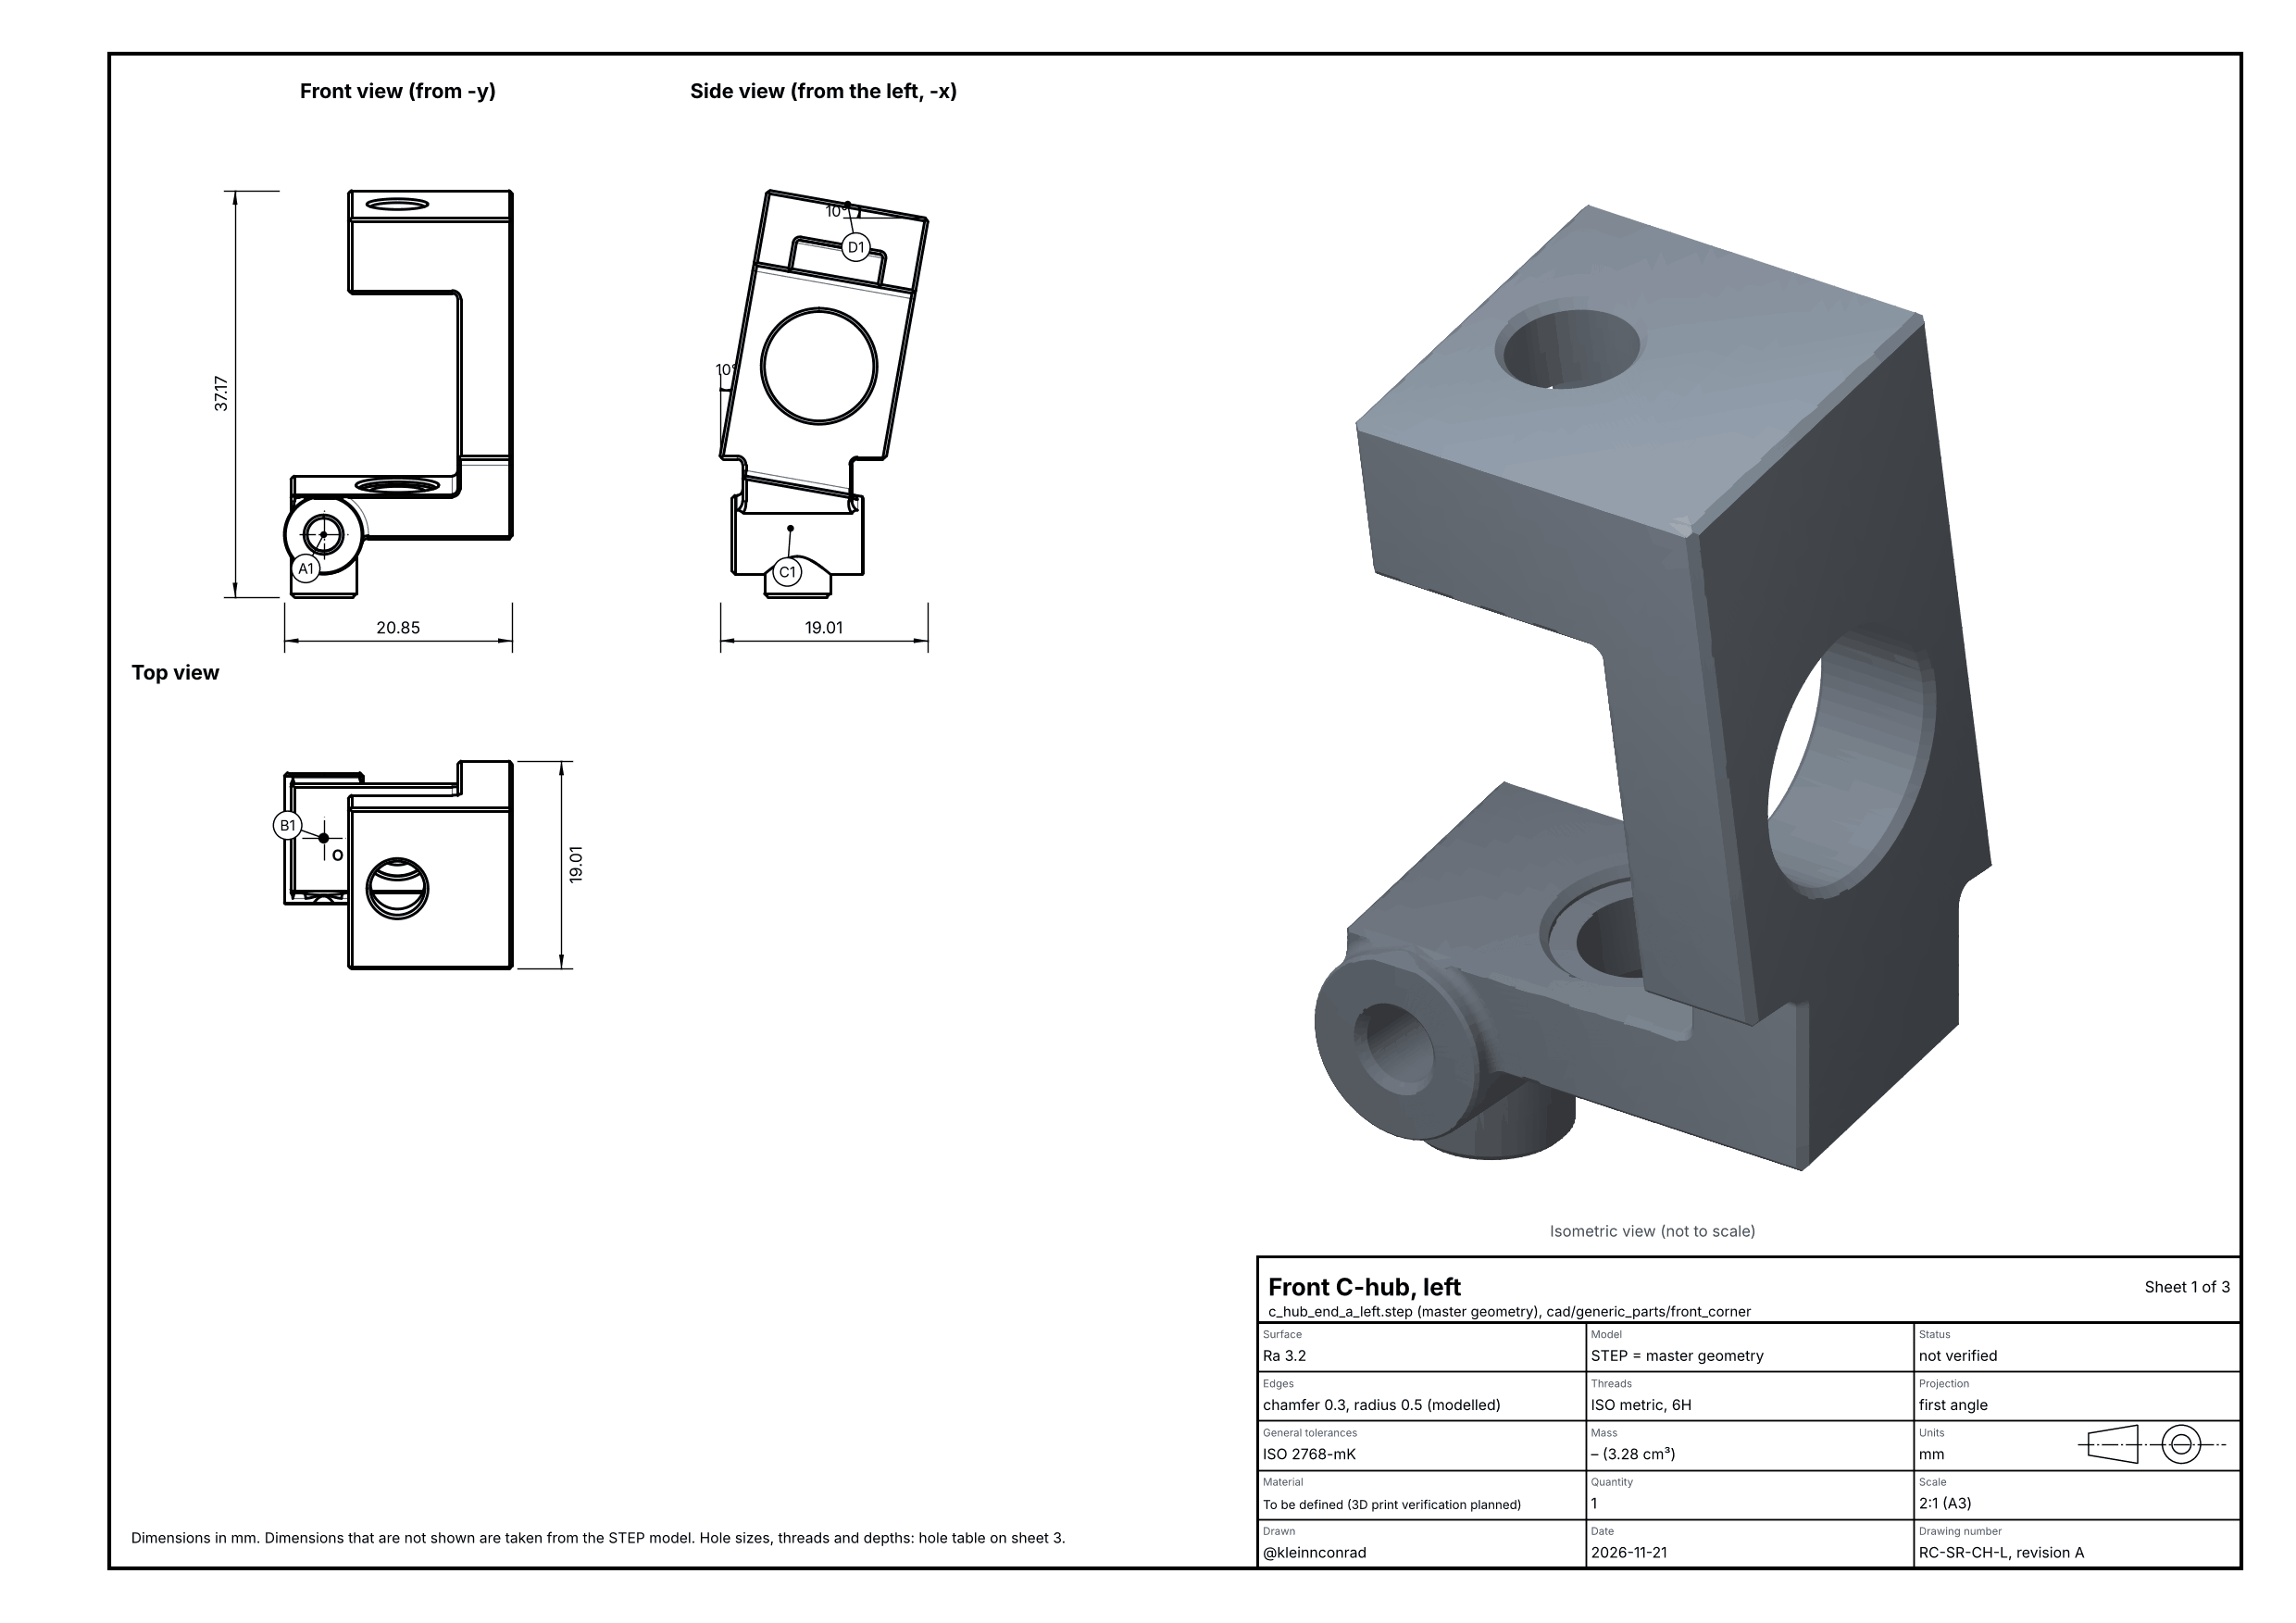 Front view (from -y)
Side view (from the left, -x)
10°
D1
37.17
10°
A1
C1
20.85
19.01
Top view
B1
19.01
Isometric view (not to scale)
Front C-hub, left
Sheet 1 of 3
c_hub_end_a_left.step (master geometry), cad/generic_parts/front_corner
Surface
Model
Status
Ra 3.2
STEP = master geometry
not verified
Edges
Threads
Projection
chamfer 0.3, radius 0.5 (modelled)
ISO metric, 6H
first angle
General tolerances
Mass
Units
ISO 2768-mK
– (3.28 cm³)
mm
Material
Quantity
Scale
To be defined (3D print verification planned)
1
2:1 (A3)
Drawn
Date
Drawing number
@kleinnconrad
2026-11-21
RC-SR-CH-L, revision A
Dimensions in mm. Dimensions that are not shown are taken from the STEP model. Hole sizes, threads and depths: hole table on sheet 3.